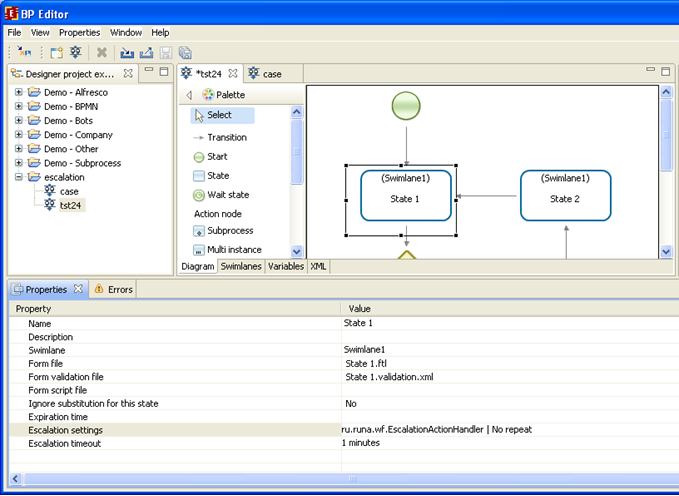 BP Editor
File View Properties Window Help
Designer project ex...
Demo - Alfresco
Demo - BPMN
Demo - Bots
Demo - Company
Demo - Other
Demo - Subprocess
escalation
case
tst24
*tst24 case
Palette
Select
Transition
Start
State
Wait state
Action node
Subprocess
Multi instance
(Swimlane1)
State 1
(Swimlane1)
State 2
Diagram Swimlanes Variables XML
Properties Errors
Property Value
Name State 1
Description
Swimlane Swimlane1
Form file State 1.ftl
Form validation file State 1.validation.xml
Form script file
Ignore substitution for this state No
Expiration time
Escalation settings ru.runa.wf.EscalationActionHandler | No repeat
Escalation timeout 1 minutes